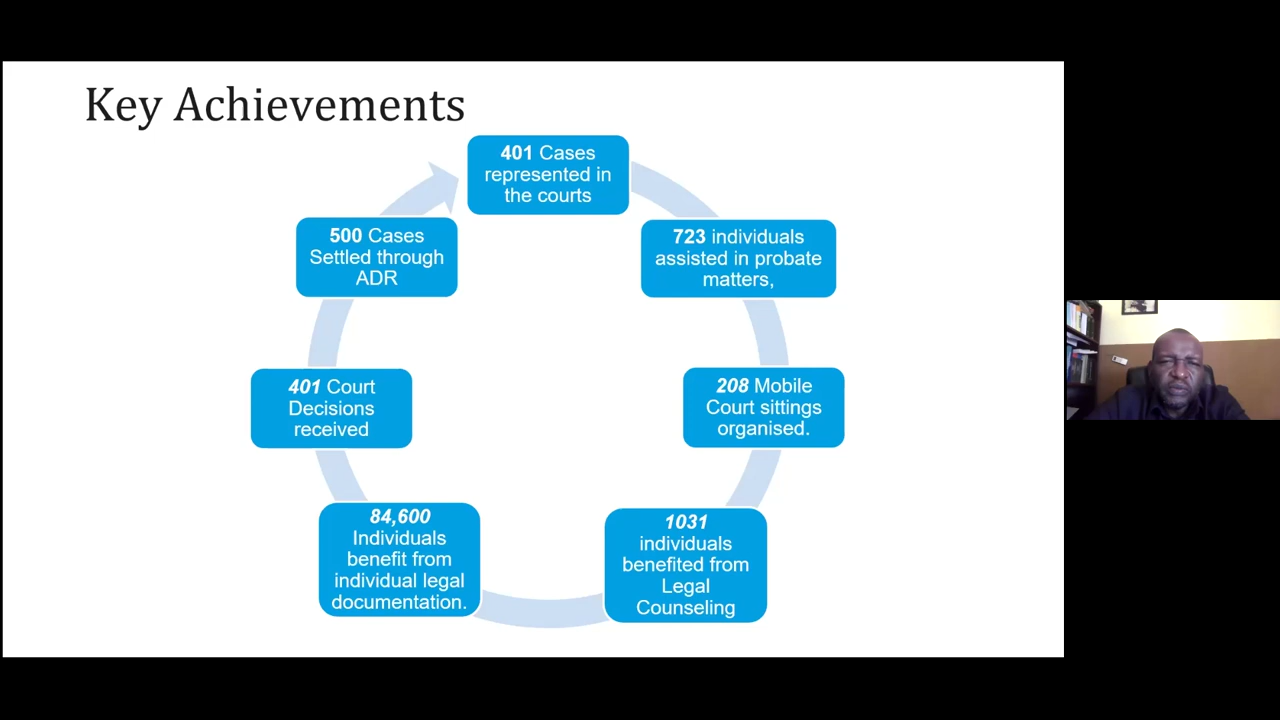 Key Achievements
401 Cases
represented in
the courts
723 individuals
assisted in probate
matters,
208 Mobile
Court sittings
organised.
1031
individuals
benefited from
Legal
Counseling
84,600
Individuals
benefit from
individual legal
documentation.
401 Court
Decisions
received
500 Cases
Settled through
ADR